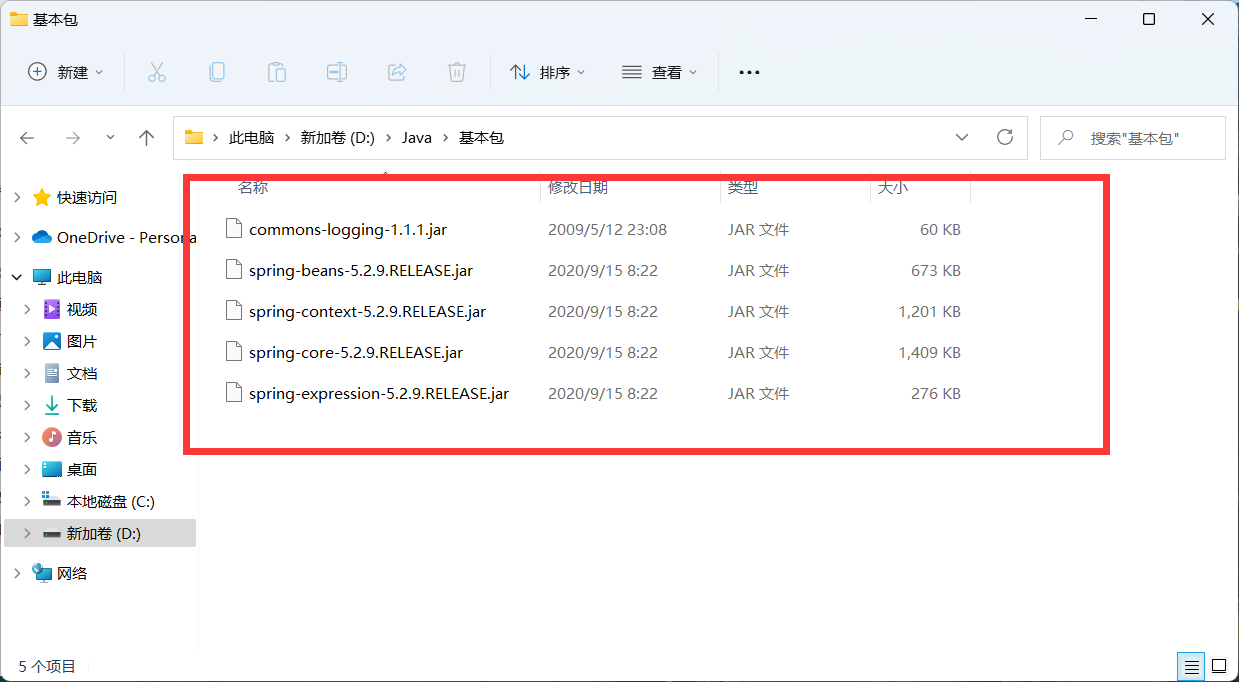 基本包
新建 排序 查看
此电脑 新加卷 (D:) Java 基本包 搜索"基本包"
名称 修改日期 类型 大小
快速访问
commons-logging-1.1.1.jar 2009/5/12 23:08 JAR 文件 60 KB
OneDrive - Persona
spring-beans-5.2.9.RELEASE.jar 2020/9/15 8:22 JAR 文件 673 KB
此电脑
视频 spring-context-5.2.9.RELEASE.jar 2020/9/15 8:22 JAR 文件 1,201 KB
图片
spring-core-5.2.9.RELEASE.jar 2020/9/15 8:22 JAR 文件 1,409 KB
文档
spring-expression-5.2.9.RELEASE.jar 2020/9/15 8:22 JAR 文件 276 KB
下载
音乐
桌面
本地磁盘 (C:)
新加卷 (D:)
网络
5 个项目